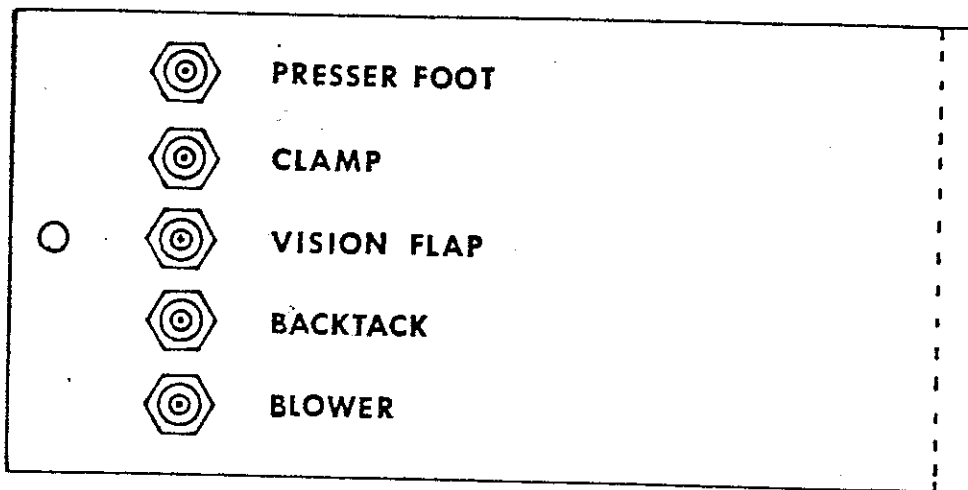 PRESSER FOOT
CLAMP
VISION FLAP
BACKTACK
BLOWER